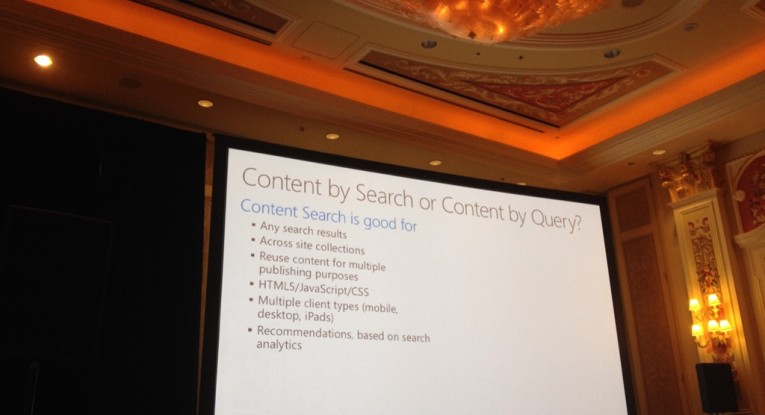 Content by Search or Content by Query?
Content Search is good for
▪ Any search results
▪ Across site collections
▪ Reuse content for multiple
publishing purposes
▪ HTML5/JavaScript/CSS
▪ Multiple client types (mobile,
desktop, iPads)
▪ Recommendations, based on search
analytics